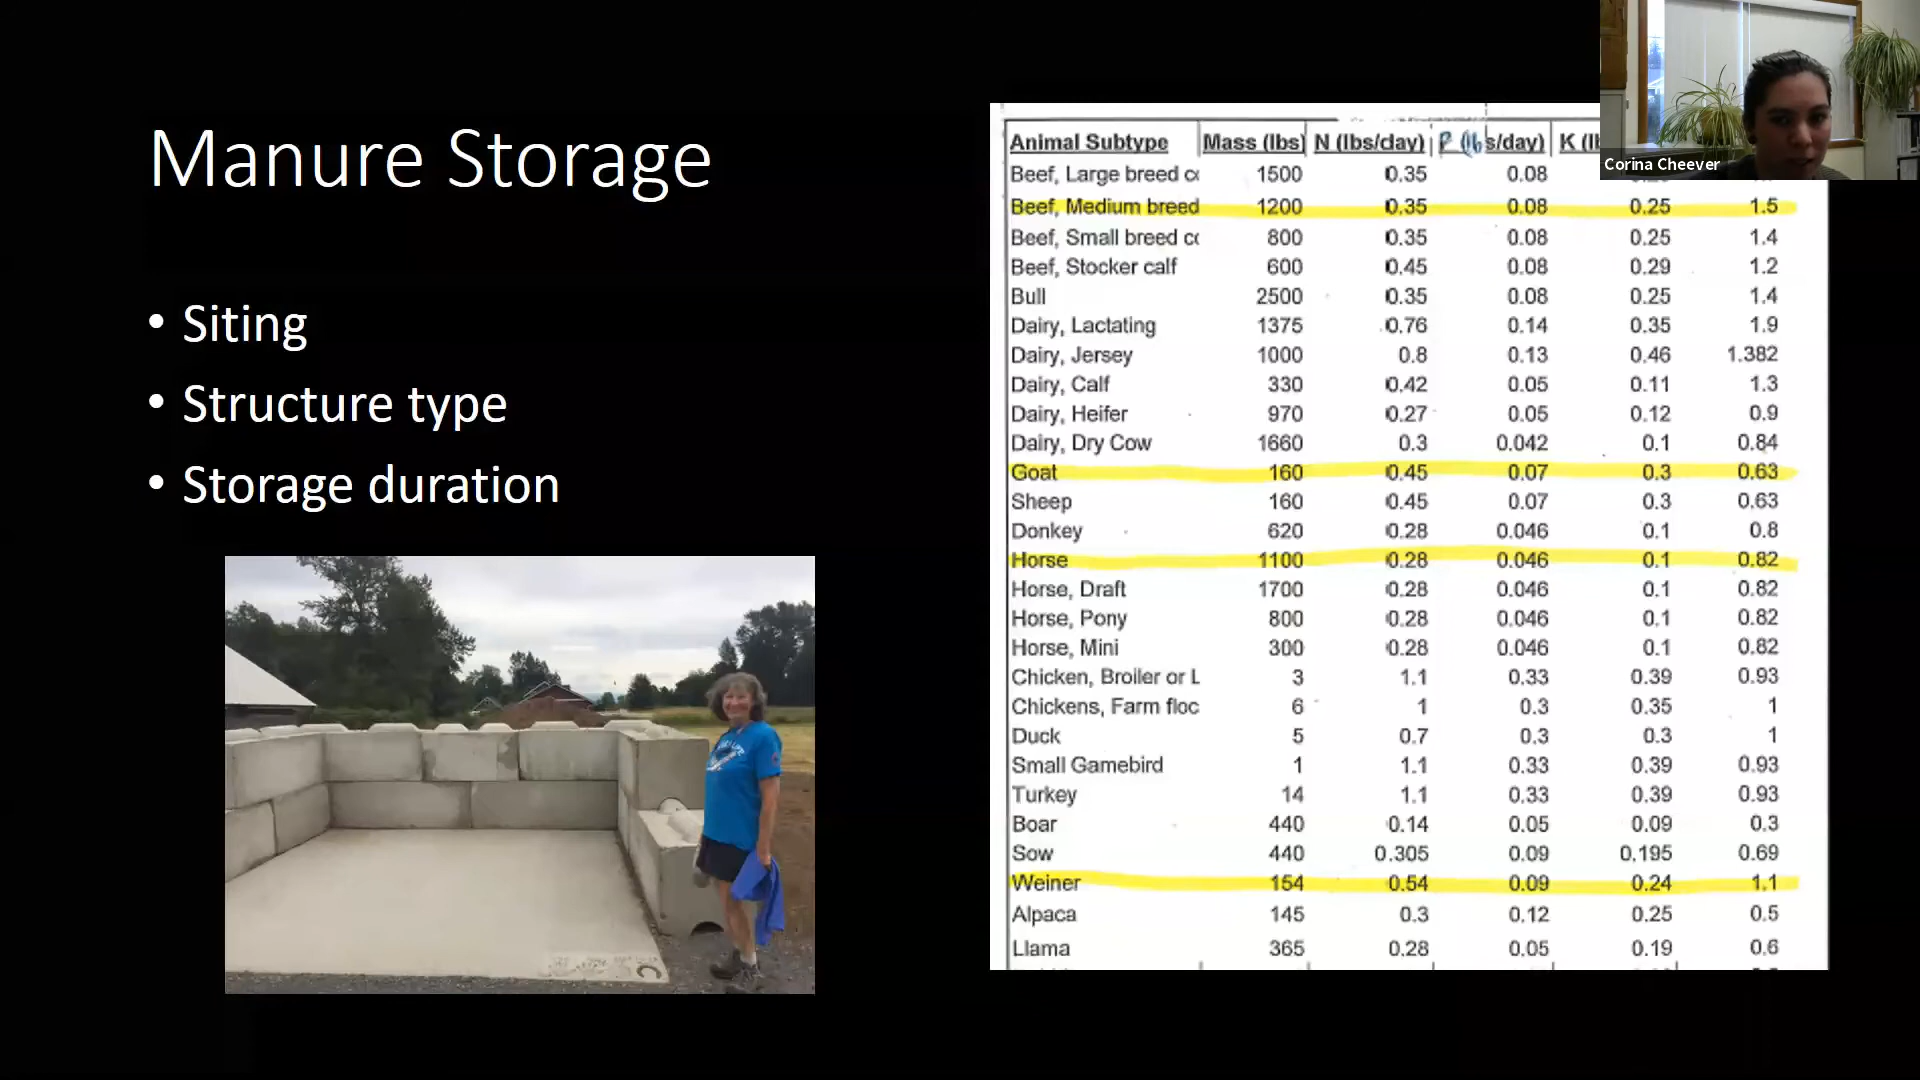 Manure Storage
• Siting
• Structure type
• Storage duration
Animal Subtype Mass (lbs) N (lbs/day) P (lbs/day) K (l
Beef, Large breed co 1500 0.35 0.08
Beef, Medium breed 1200 0.35 0.08 0.25 1.5
Beef, Small breed co 800 0.35 0.08 0.25 1.4
Beef, Stocker calf 600 0.45 0.08 0.29 1.2
Bull 2500 0.35 0.08 0.25 1.4
Dairy, Lactating 1375 0.76 0.14 0.35 1.9
Dairy, Jersey 1000 0.8 0.13 0.46 1.382
Dairy, Calf 330 0.42 0.05 0.11 1.3
Dairy, Heifer 970 0.27 0.05 0.12 0.9
Dairy, Dry Cow 1660 0.3 0.042 0.1 0.84
Goat 160 0.45 0.07 0.3 0.63
Sheep 160 0.45 0.07 0.3 0.63
Donkey 620 0.28 0.046 0.1 0.8
Horse 1100 0.28 0.046 0.1 0.82
Horse, Draft 1700 0.28 0.046 0.1 0.82
Horse, Pony 800 0.28 0.046 0.1 0.82
Horse, Mini 300 0.28 0.046 0.1 0.82
Chicken, Broiler or L 3 1.1 0.33 0.39 0.93
Chickens, Farm floc 6 1 0.3 0.35 1
Duck 5 0.7 0.3 0.3 1
Small Gamebird 1 1.1 0.33 0.39 0.93
Turkey 14 1.1 0.33 0.39 0.93
Boar 440 0.14 0.05 0.09 0.3
Sow 440 0.305 0.09 0.195 0.69
Weiner 154 0.54 0.09 0.24 1.1
Alpaca 145 0.3 0.12 0.25 0.5
Llama 365 0.28 0.05 0.19 0.6
Corina Cheever